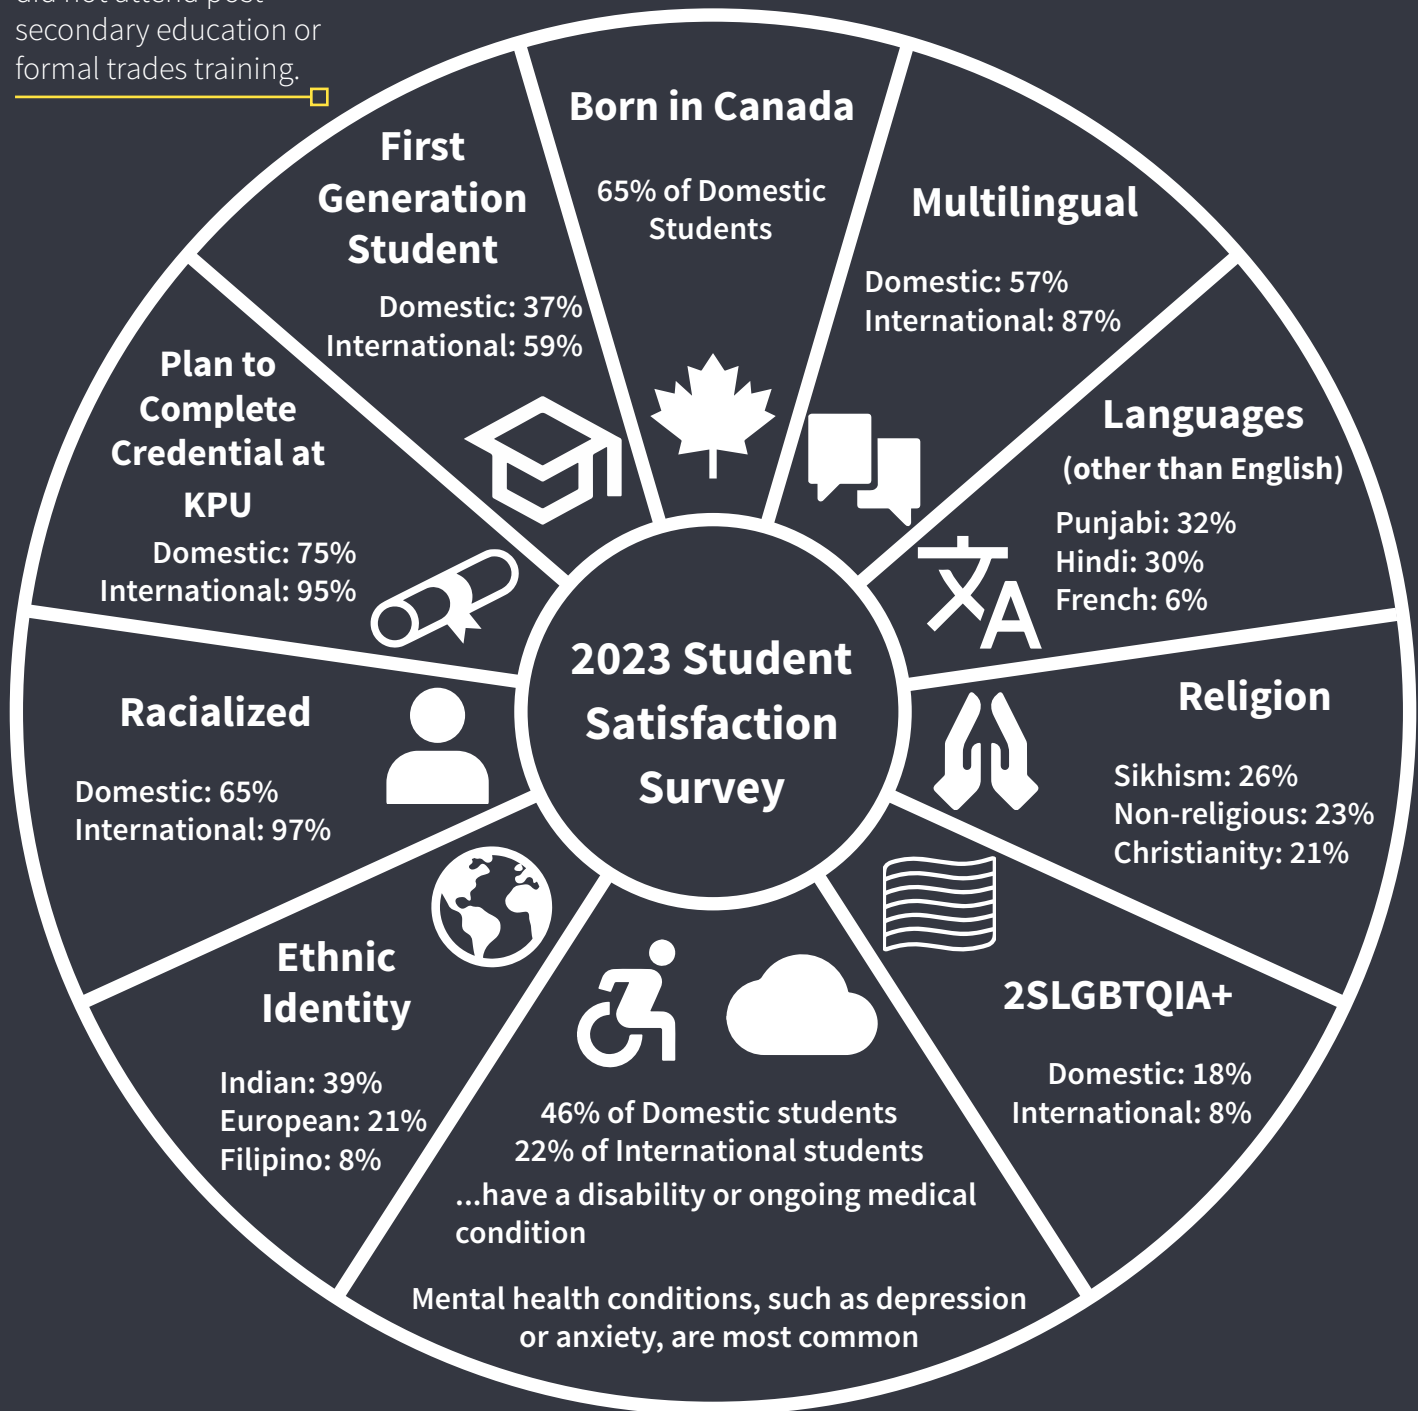 did not attend post-
secondary education or
formal trades training.
Born in Canada
65% of Domestic
Students
Multilingual
Domestic: 57%
International: 87%
Languages
(other than English)
Punjabi: 32%
Hindi: 30%
French: 6%
Religion
Sikhism: 26%
Non-religious: 23%
Christianity: 21%
2SLGBTQIA+
Domestic: 18%
International: 8%
46% of Domestic students
22% of International students
...have a disability or ongoing medical
condition
Mental health conditions, such as depression
or anxiety, are most common
Ethnic
Identity
Indian: 39%
European: 21%
Filipino: 8%
Racialized
Domestic: 65%
International: 97%
Plan to
Complete
Credential at
KPU
Domestic: 75%
International: 95%
First
Generation
Student
Domestic: 37%
International: 59%
2023 Student
Satisfaction
Survey
文A